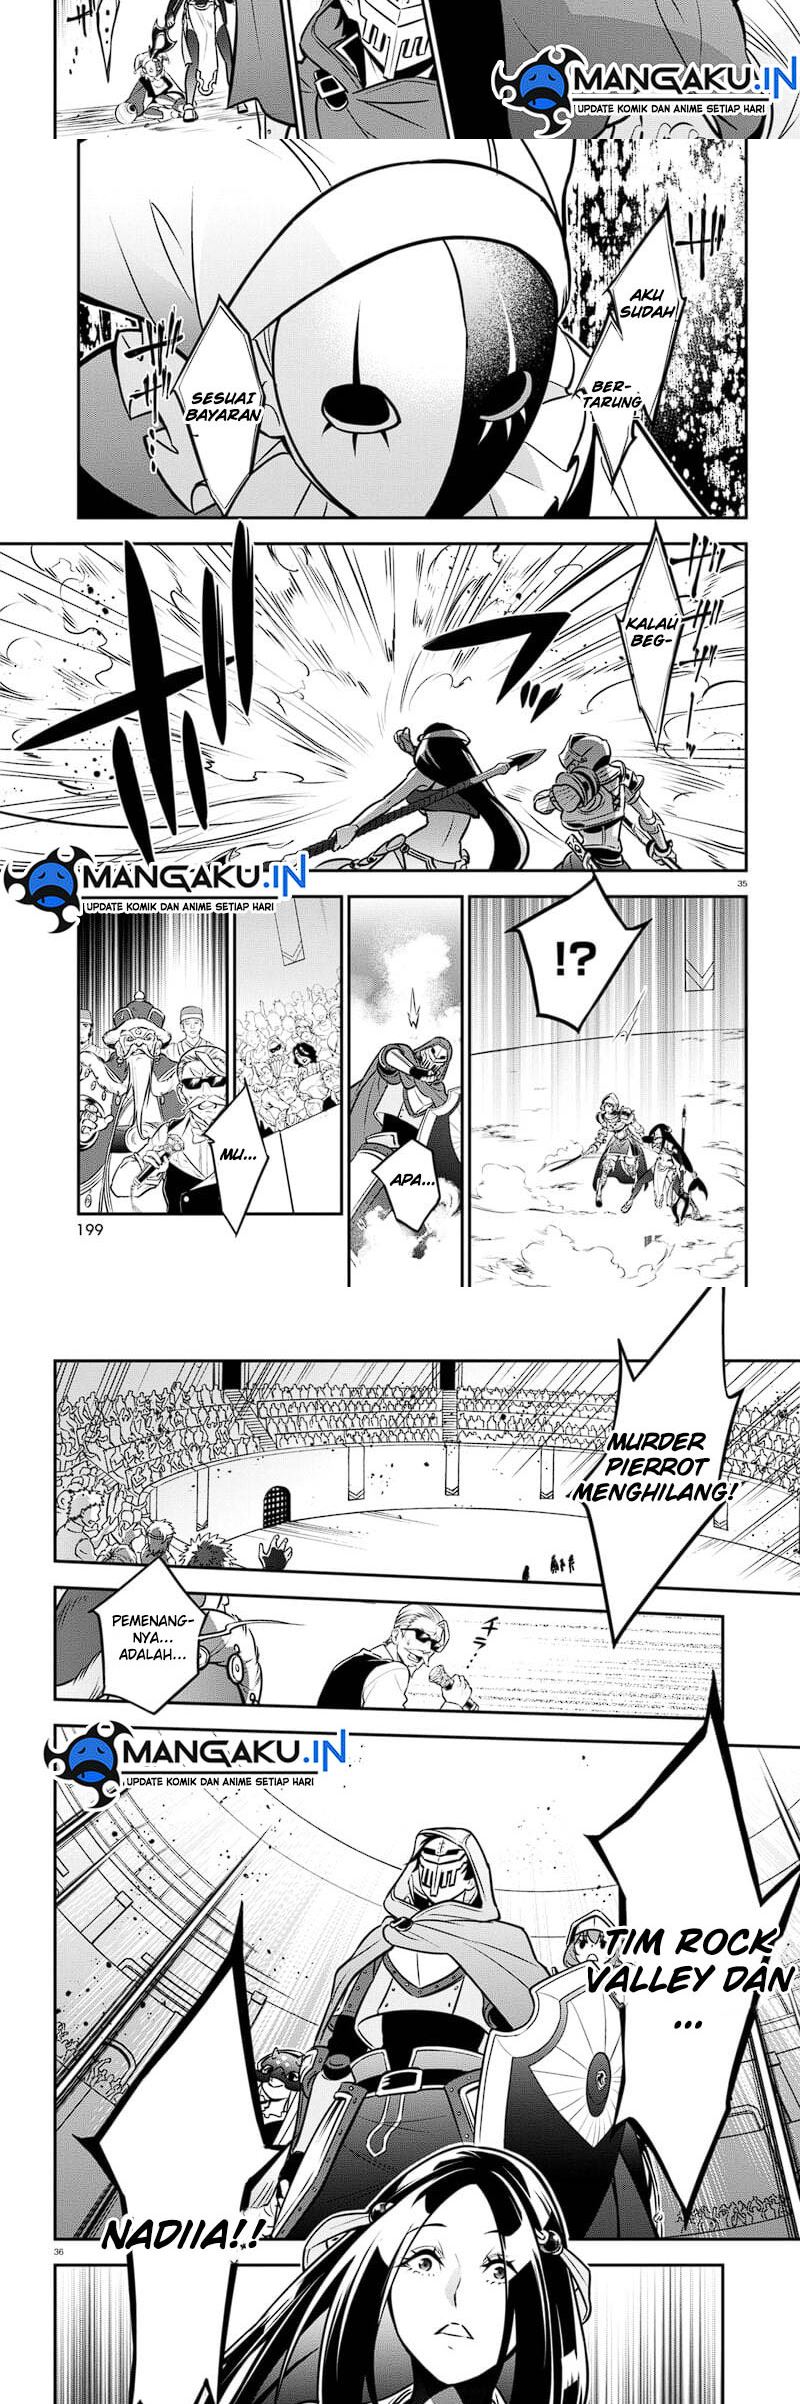 MANGAKU.IN
UPDATE KOMIK DAN ANIME SETIAP HARI
AKU
SUDAH
BER-
TARUNG
SESUAI
BAYARAN
KALAU
BEG-
MANGAKU.IN
UPDATE KOMIK DAN ANIME SETIAP HARI
35
!?
APA...
MU...
199
MURDER
PIERROT
MENGHILANG!
PEMENANG-
NYA...
ADALAH...
MANGAKU.IN
UPDATE KOMIK DAN ANIME SETIAP HARI
TIM ROCK
VALLEY DAN
...
NADIIA!!
36